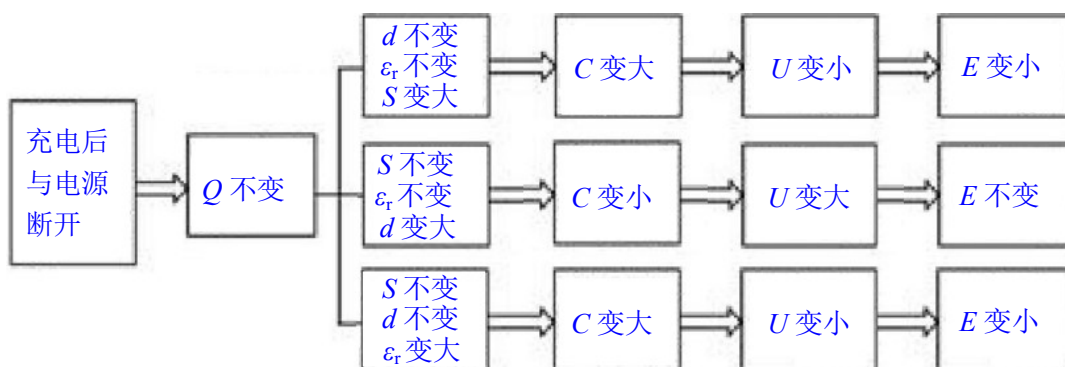 充电后
与电源
断开
Q 不变
d 不变
εr 不变
S 变大
C 变大
U 变小
E 变小
S 不变
εr 不变
d 变大
C 变小
U 变大
E 不变
S 不变
d 不变
εr 变大
C 变大
U 变小
E 变小